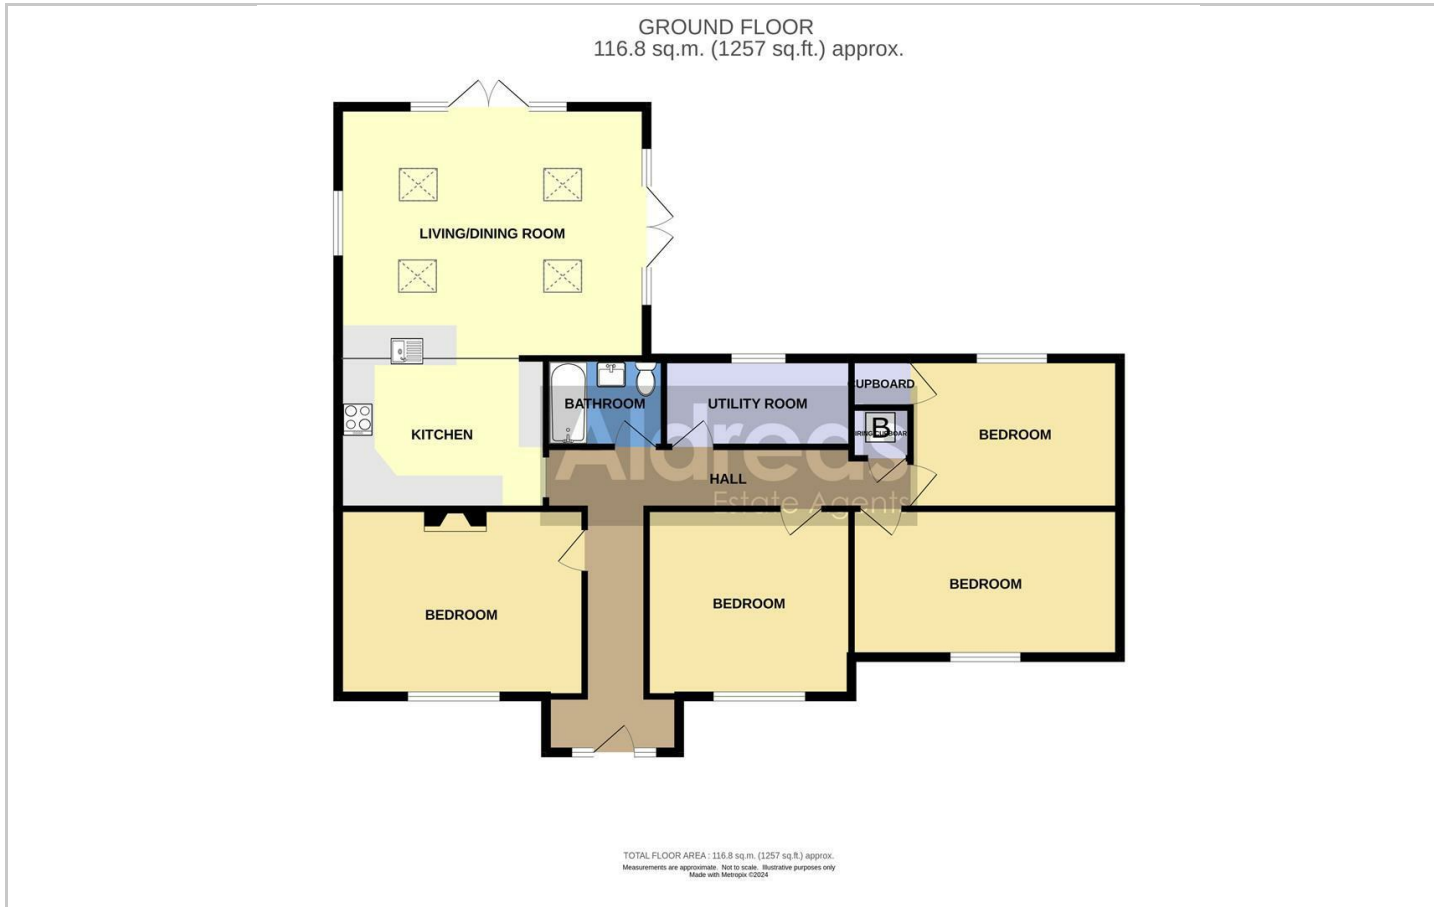 GROUND FLOOR
116.8 sq.m. (1257 sq.ft.) approx.
LIVING/DINING ROOM
KITCHEN
BATHROOM
UTILITY ROOM
CUPBOARD
B
BEDROOM
HALL
Aldreds
Estate Agents
BEDROOM
BEDROOM
BEDROOM
TOTAL FLOOR AREA : 116.8 sq.m. (1257 sq.ft.) approx.
Measurements are approximate. Not to scale. Illustrative purposes only
Made with Metropix ©2024